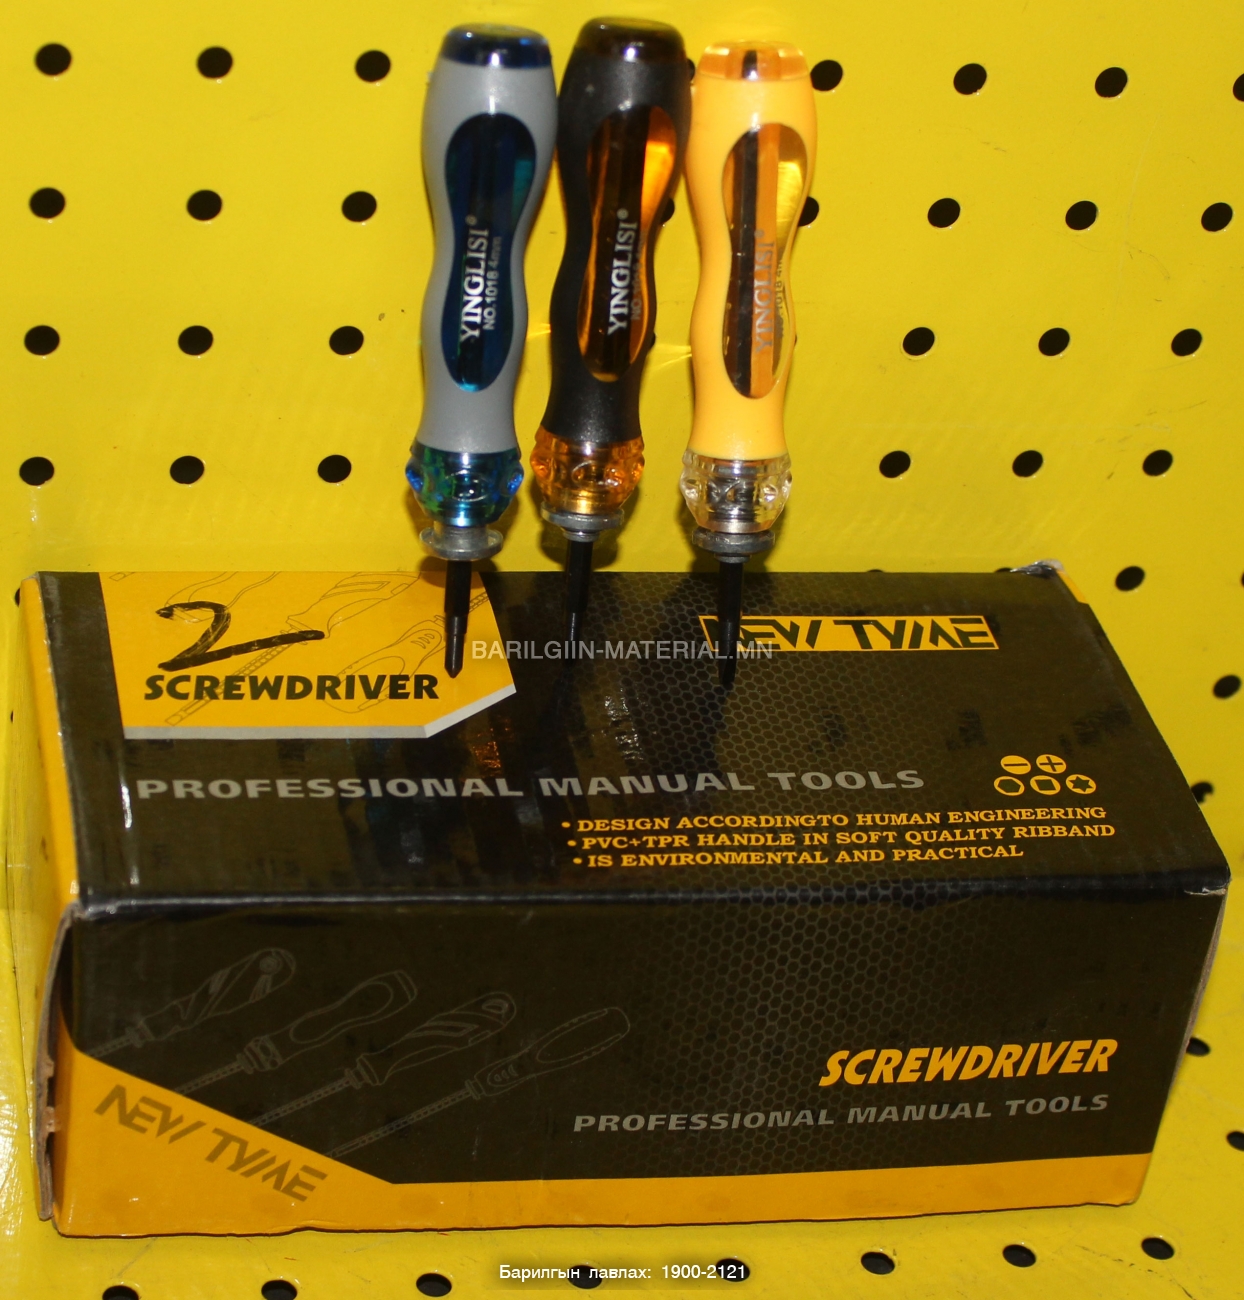 YINGLISI®
NO.1018 4mm
YINGLISI®
YINGLISI®
2
SCREWDRIVER
NEW TYME
BARILGIIN-MATERIAL.MN
PROFESSIONAL MANUAL TOOLS
• DESIGN ACCORDINGTO HUMAN ENGINEERING
• PVC+TPR HANDLE IN SOFT QUALITY RIBBAND
• IS ENVIRONMENTAL AND PRACTICAL
SCREWDRIVER
PROFESSIONAL MANUAL TOOLS
NEW TYME
Барилгын лавлах: 1900-2121